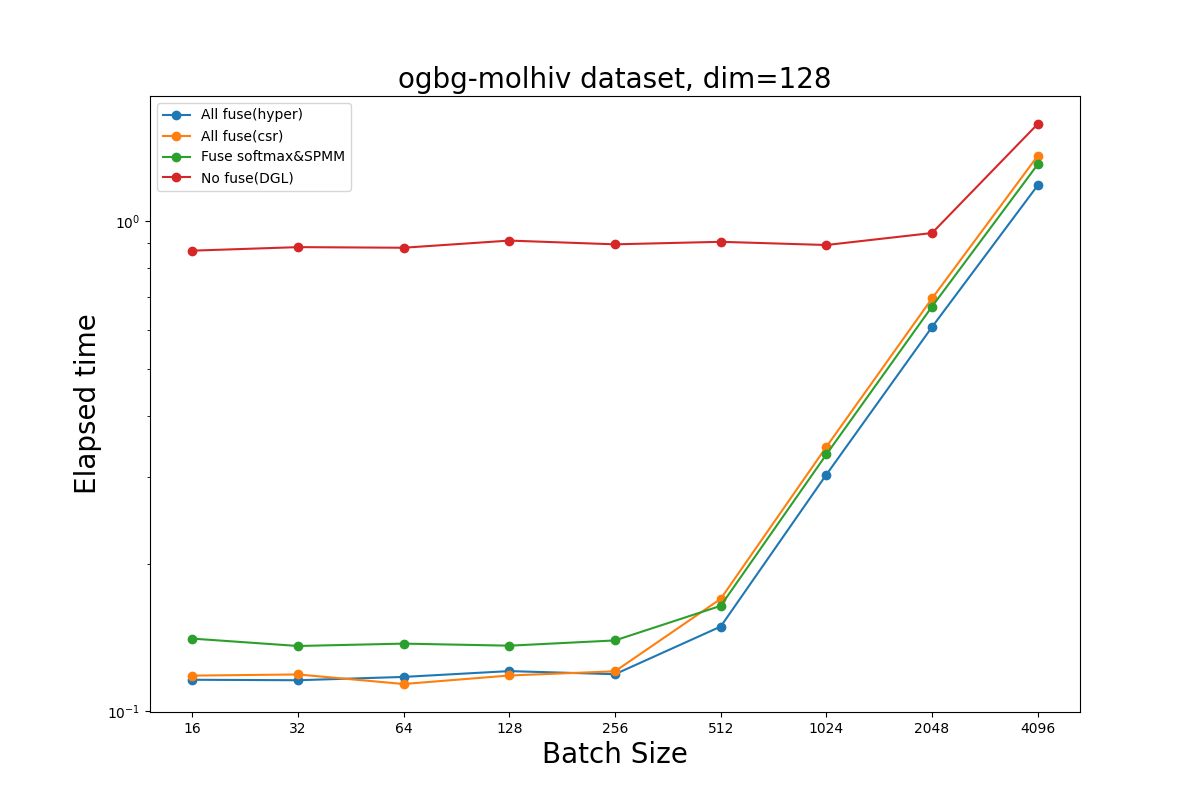 ogbg-molhiv dataset, dim=128
All fuse(hyper)
All fuse(csr)
Fuse softmax&SPMM
No fuse(DGL)
10⁰
10⁻¹
Elapsed time
16 32 64 128 256 512 1024 2048 4096
Batch Size